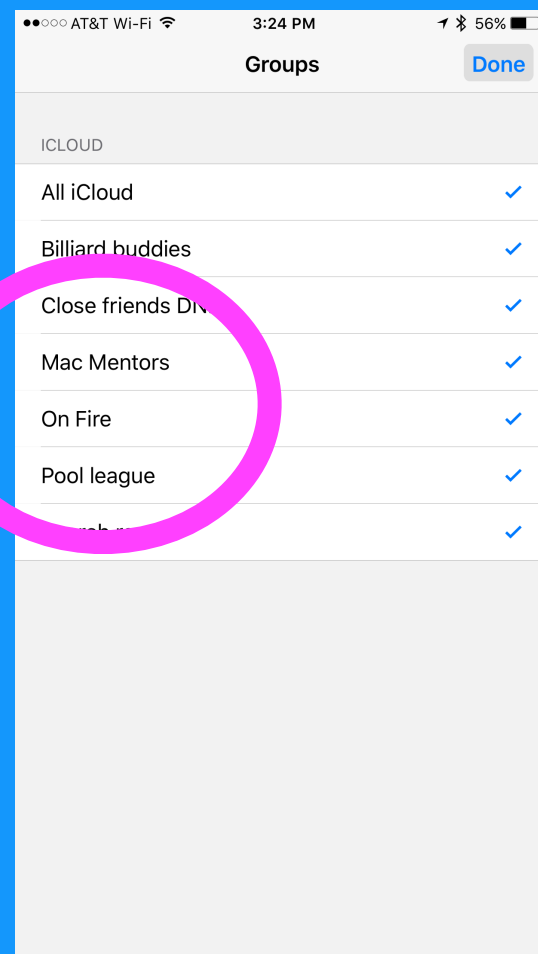 AT&T Wi-Fi 3:24 PM 56%
Groups Done
ICLOUD
All iCloud
Billiard buddies
Close friends
Mac Mentors
On Fire
Pool league